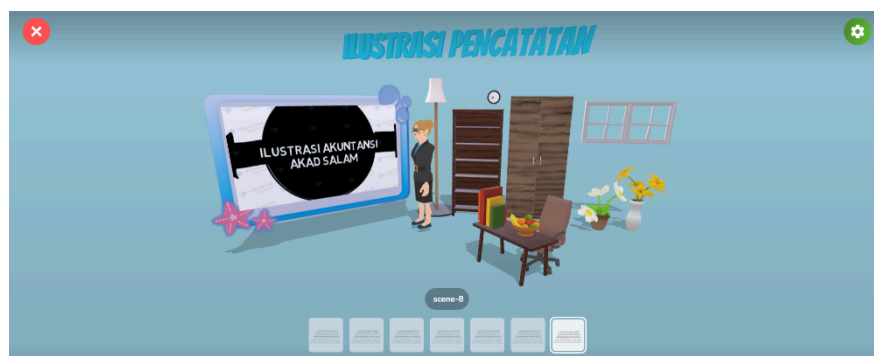 ILUSTRASI PENCATATAN
ILUSTRASI AKUNTANSI
AKAD SALAM
scene-8